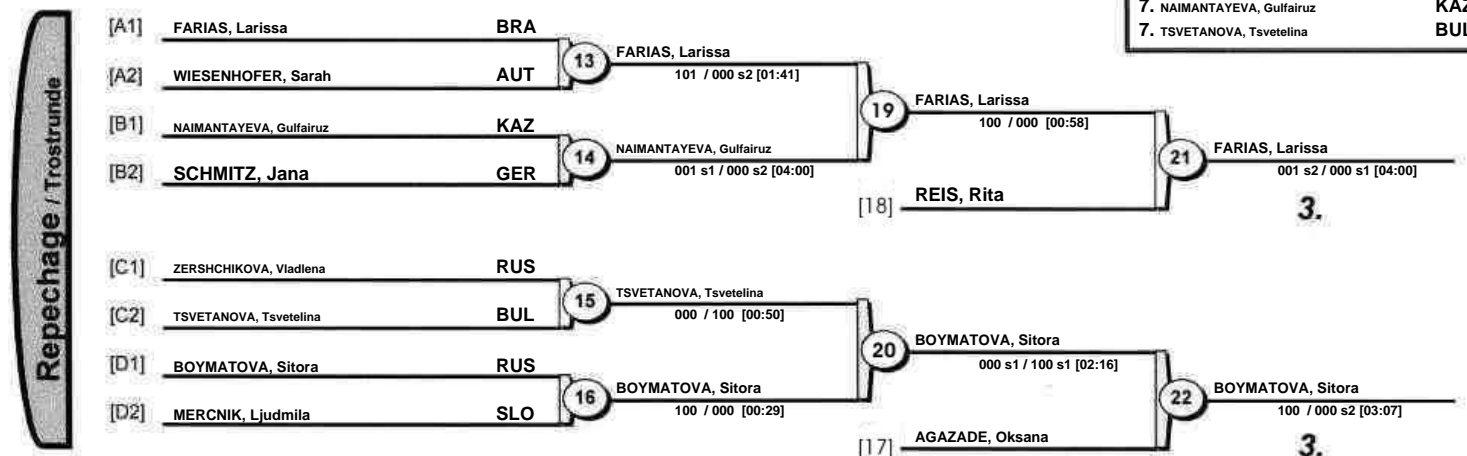 7. NAIMANTAYEVA, Gulfairuz KAZ
7. TSVETANOVA, Tsvetelina BUL
Repechage / Trostrunde
[A1] FARIAS, Larissa BRA
13 FARIAS, Larissa
101 / 000 s2 [01:41]
[A2] WIESENHOFER, Sarah AUT
19 FARIAS, Larissa
100 / 000 [00:58]
[B1] NAIMANTAYEVA, Gulfairuz KAZ
14 NAIMANTAYEVA, Gulfairuz
001 s1 / 000 s2 [04:00]
[B2] SCHMITZ, Jana GER
21 FARIAS, Larissa
001 s2 / 000 s1 [04:00]
[18] REIS, Rita
3.
[C1] ZERSHCHIKOVA, Vladlena RUS
15 TSVETANOVA, Tsvetelina
000 / 100 [00:50]
[C2] TSVETANOVA, Tsvetelina BUL
20 BOYMATOVA, Sitora
000 s1 / 100 s1 [02:16]
[D1] BOYMATOVA, Sitora RUS
16 BOYMATOVA, Sitora
100 / 000 [00:29]
[D2] MERCNIK, Ljudmila SLO
22 BOYMATOVA, Sitora
100 / 000 s2 [03:07]
[17] AGAZADE, Oksana
3.